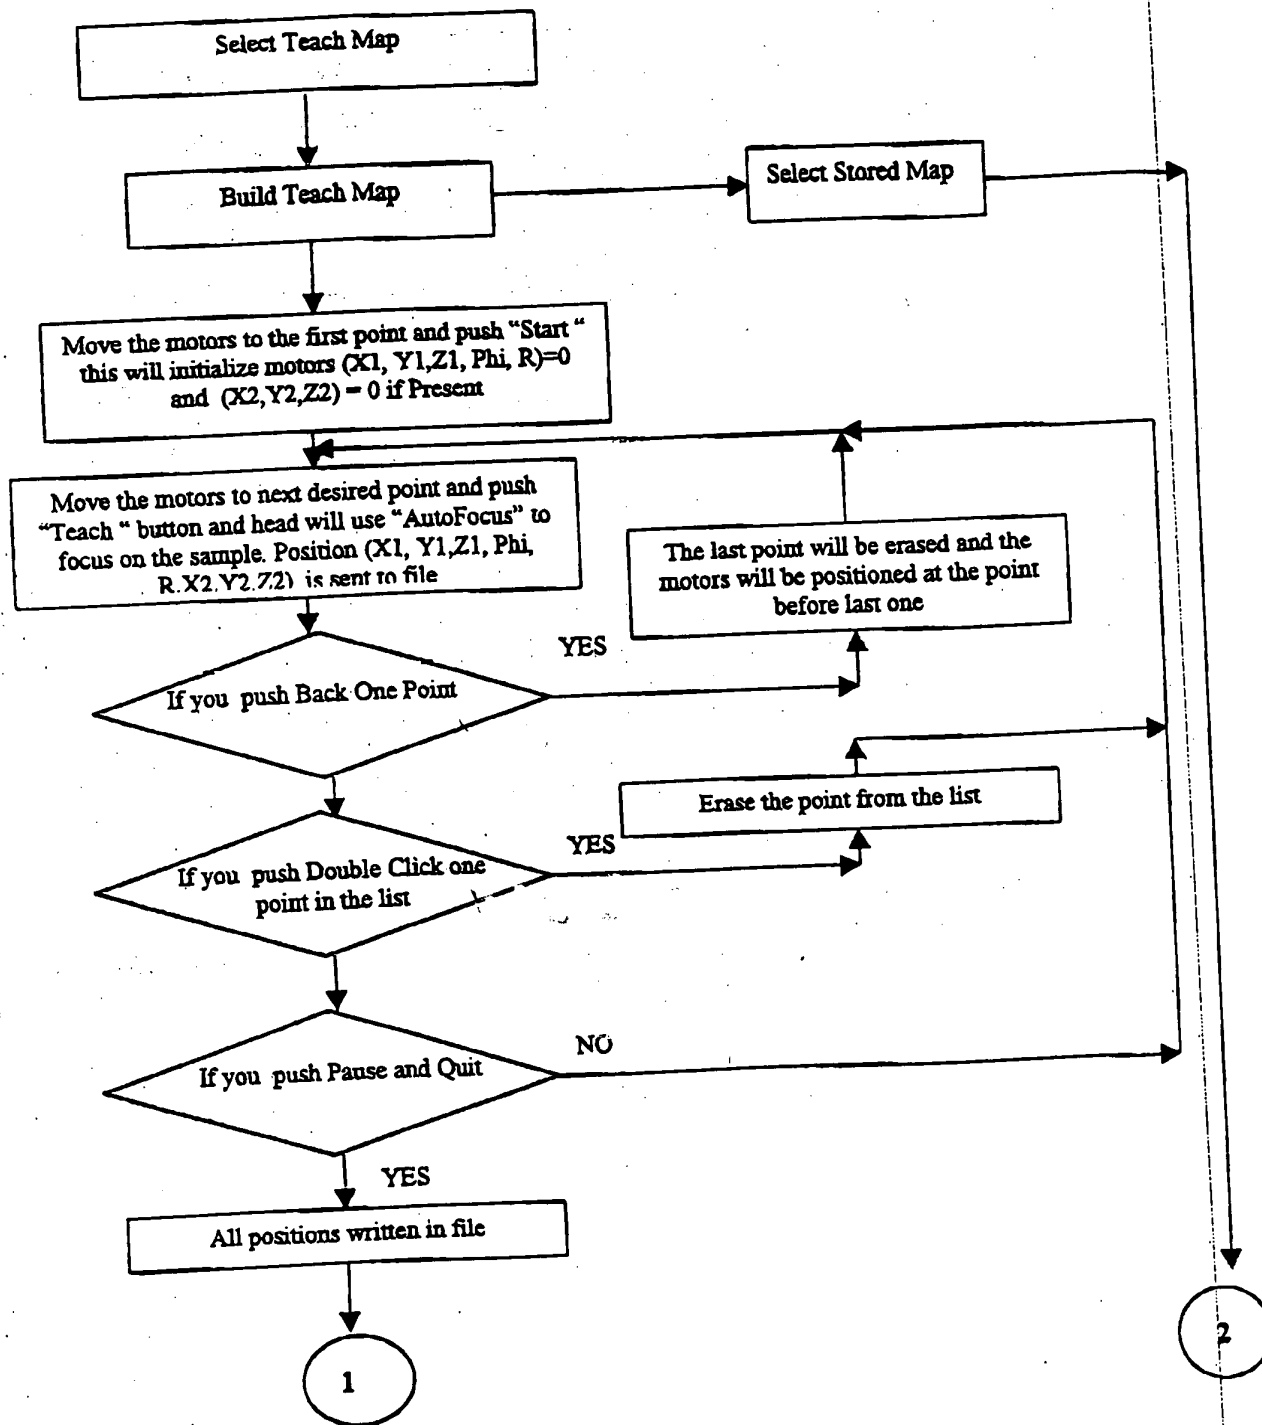 Select Teach Map
Build Teach Map
Select Stored Map
Move the motors to the first point and push “Start “
this will initialize motors (X1, Y1,Z1, Phi, R)=0
and (X2,Y2,Z2) = 0 if Present
Move the motors to next desired point and push
“Teach “ button and head will use “AutoFocus” to
focus on the sample. Position (X1, Y1,Z1, Phi,
R,X2,Y2,Z2) is sent to file
The last point will be erased and the
motors will be positioned at the point
before last one
YES
If you push Back One Point
Erase the point from the list
YES
If you push Double Click one
point in the list
NO
If you push Pause and Quit
YES
All positions written in file
1
2